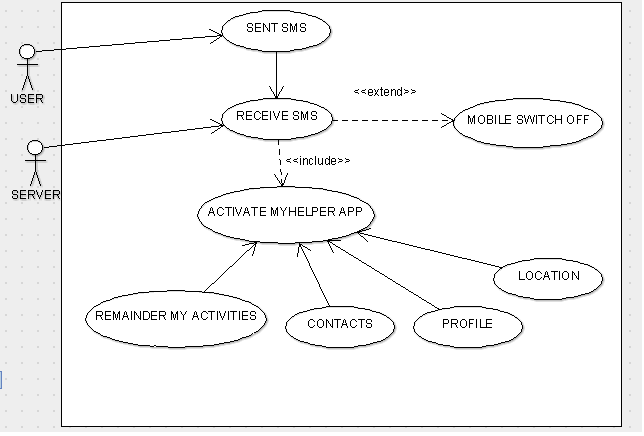 SENT SMS
USER
<<extend>>
RECEIVE SMS
MOBILE SWITCH OFF
<<include>>
SERVER
ACTIVATE MYHELPER APP
LOCATION
REMAINDER MY ACTIVITIES
CONTACTS
PROFILE